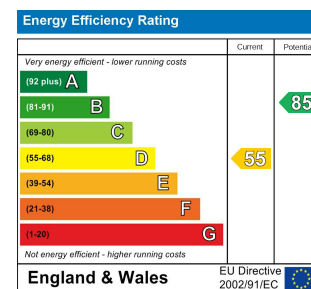 Energy Efficiency Rating
Current Potentia
Very energy efficient - lower running costs
(92 plus) A
(81-91) B
85
(69-80) C
(55-68) D
55
(39-54) E
(21-38) F
(1-20) G
Not energy efficient - higher running costs
England & Wales
EU Directive
2002/91/EC